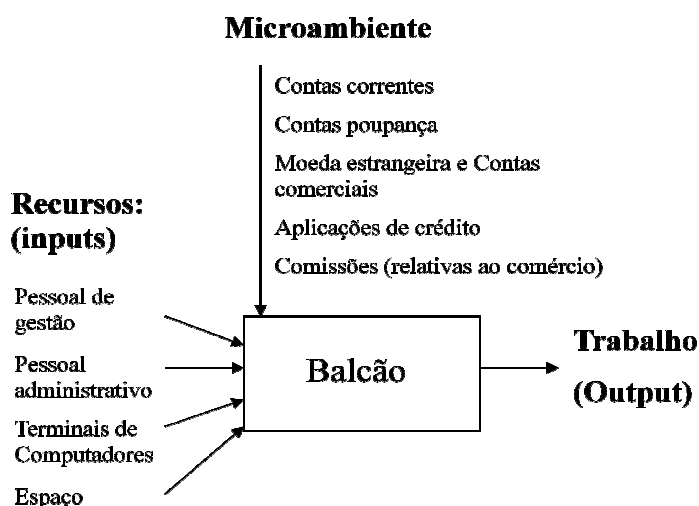 Microambiente
Contas correntes
Contas poupança
Moeda estrangeira e Contas
comerciais
Aplicações de crédito
Comissões (relativas ao comércio)
Recursos:
(inputs)
Pessoal de
gestão
Pessoal
administrativo
Terminais de
Computadores
Espaço
Balcão
Trabalho
(Output)